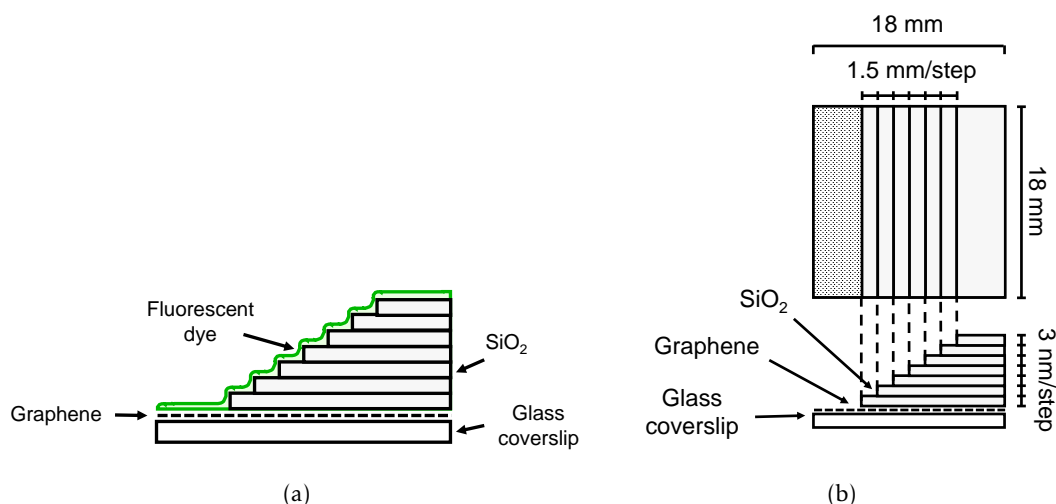 Fluorescent
dye
SiO₂
Graphene
Glass
coverslip
(a)
18 mm
1.5 mm/step
18 mm
SiO₂
Graphene
Glass
coverslip
3 nm/step
(b)